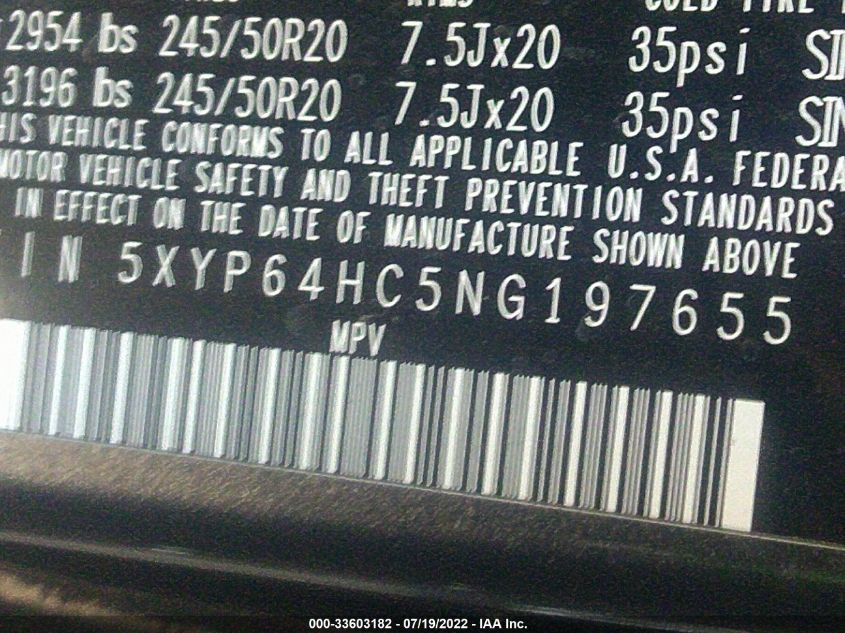 2954 lbs 245/50R20 7.5Jx20 35psi
3196 lbs 245/50R20 7.5Jx20 35psi
VEHICLE CONFORMS TO ALL APPLICABLE U.S.A. FEDERA
MOTOR VEHICLE SAFETY AND THEFT PREVENTION STANDARDS
IN EFFECT ON THE DATE OF MANUFACTURE SHOWN ABOVE
5XYP64HC5NG197655
MPV
000-33603182 - 07/19/2022 - IAA Inc.